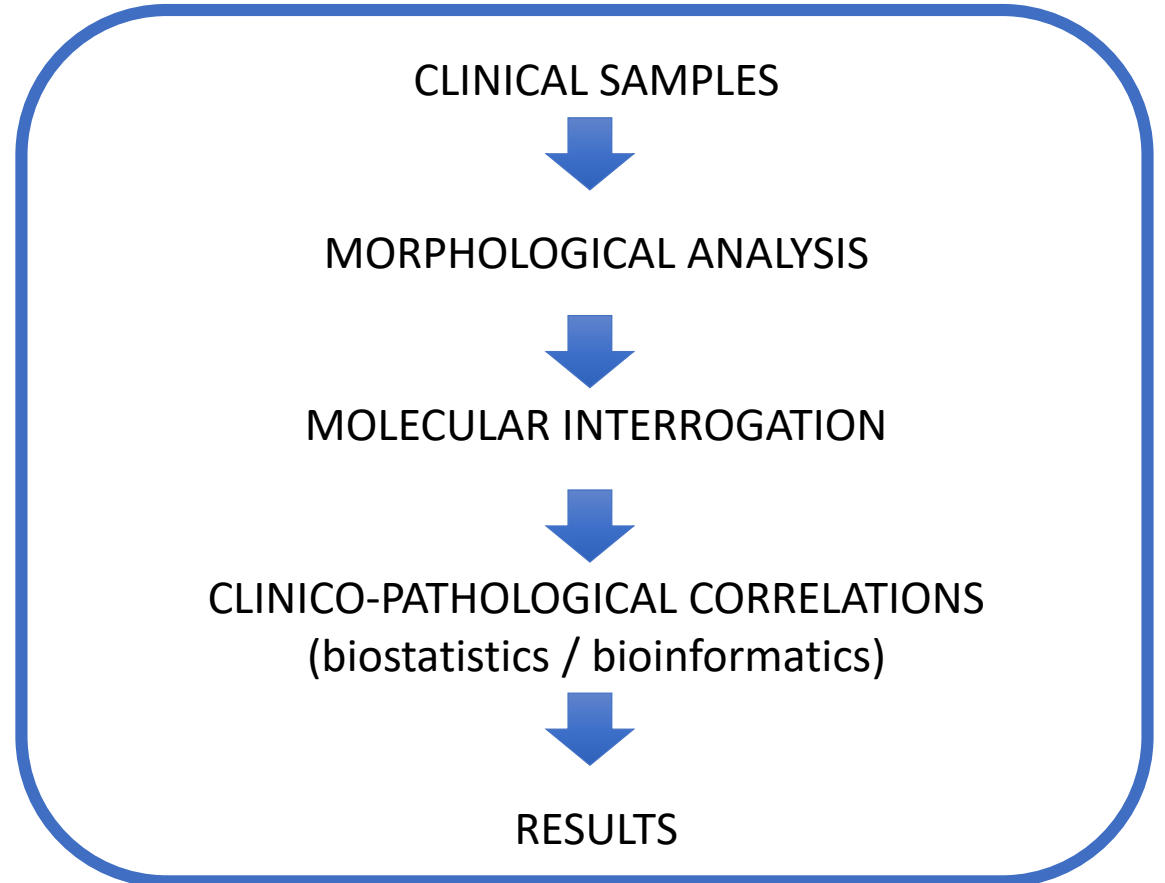 CLINICAL SAMPLES
MORPHOLOGICAL ANALYSIS
MOLECULAR INTERROGATION
CLINICO-PATHOLOGICAL CORRELATIONS
(biostatistics / bioinformatics)
RESULTS